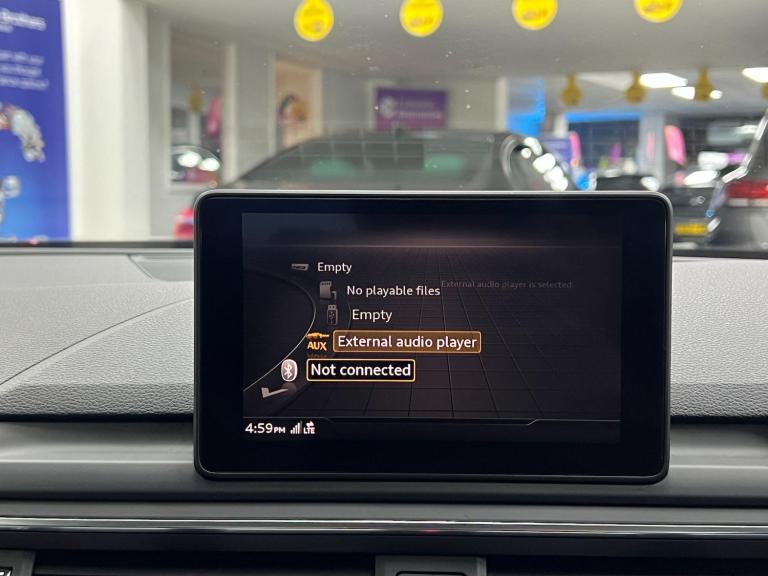 Brothers
Empty
No playable files
External audio player is selected
Empty
AUX
External audio player
Not connected
4:59PM LTE